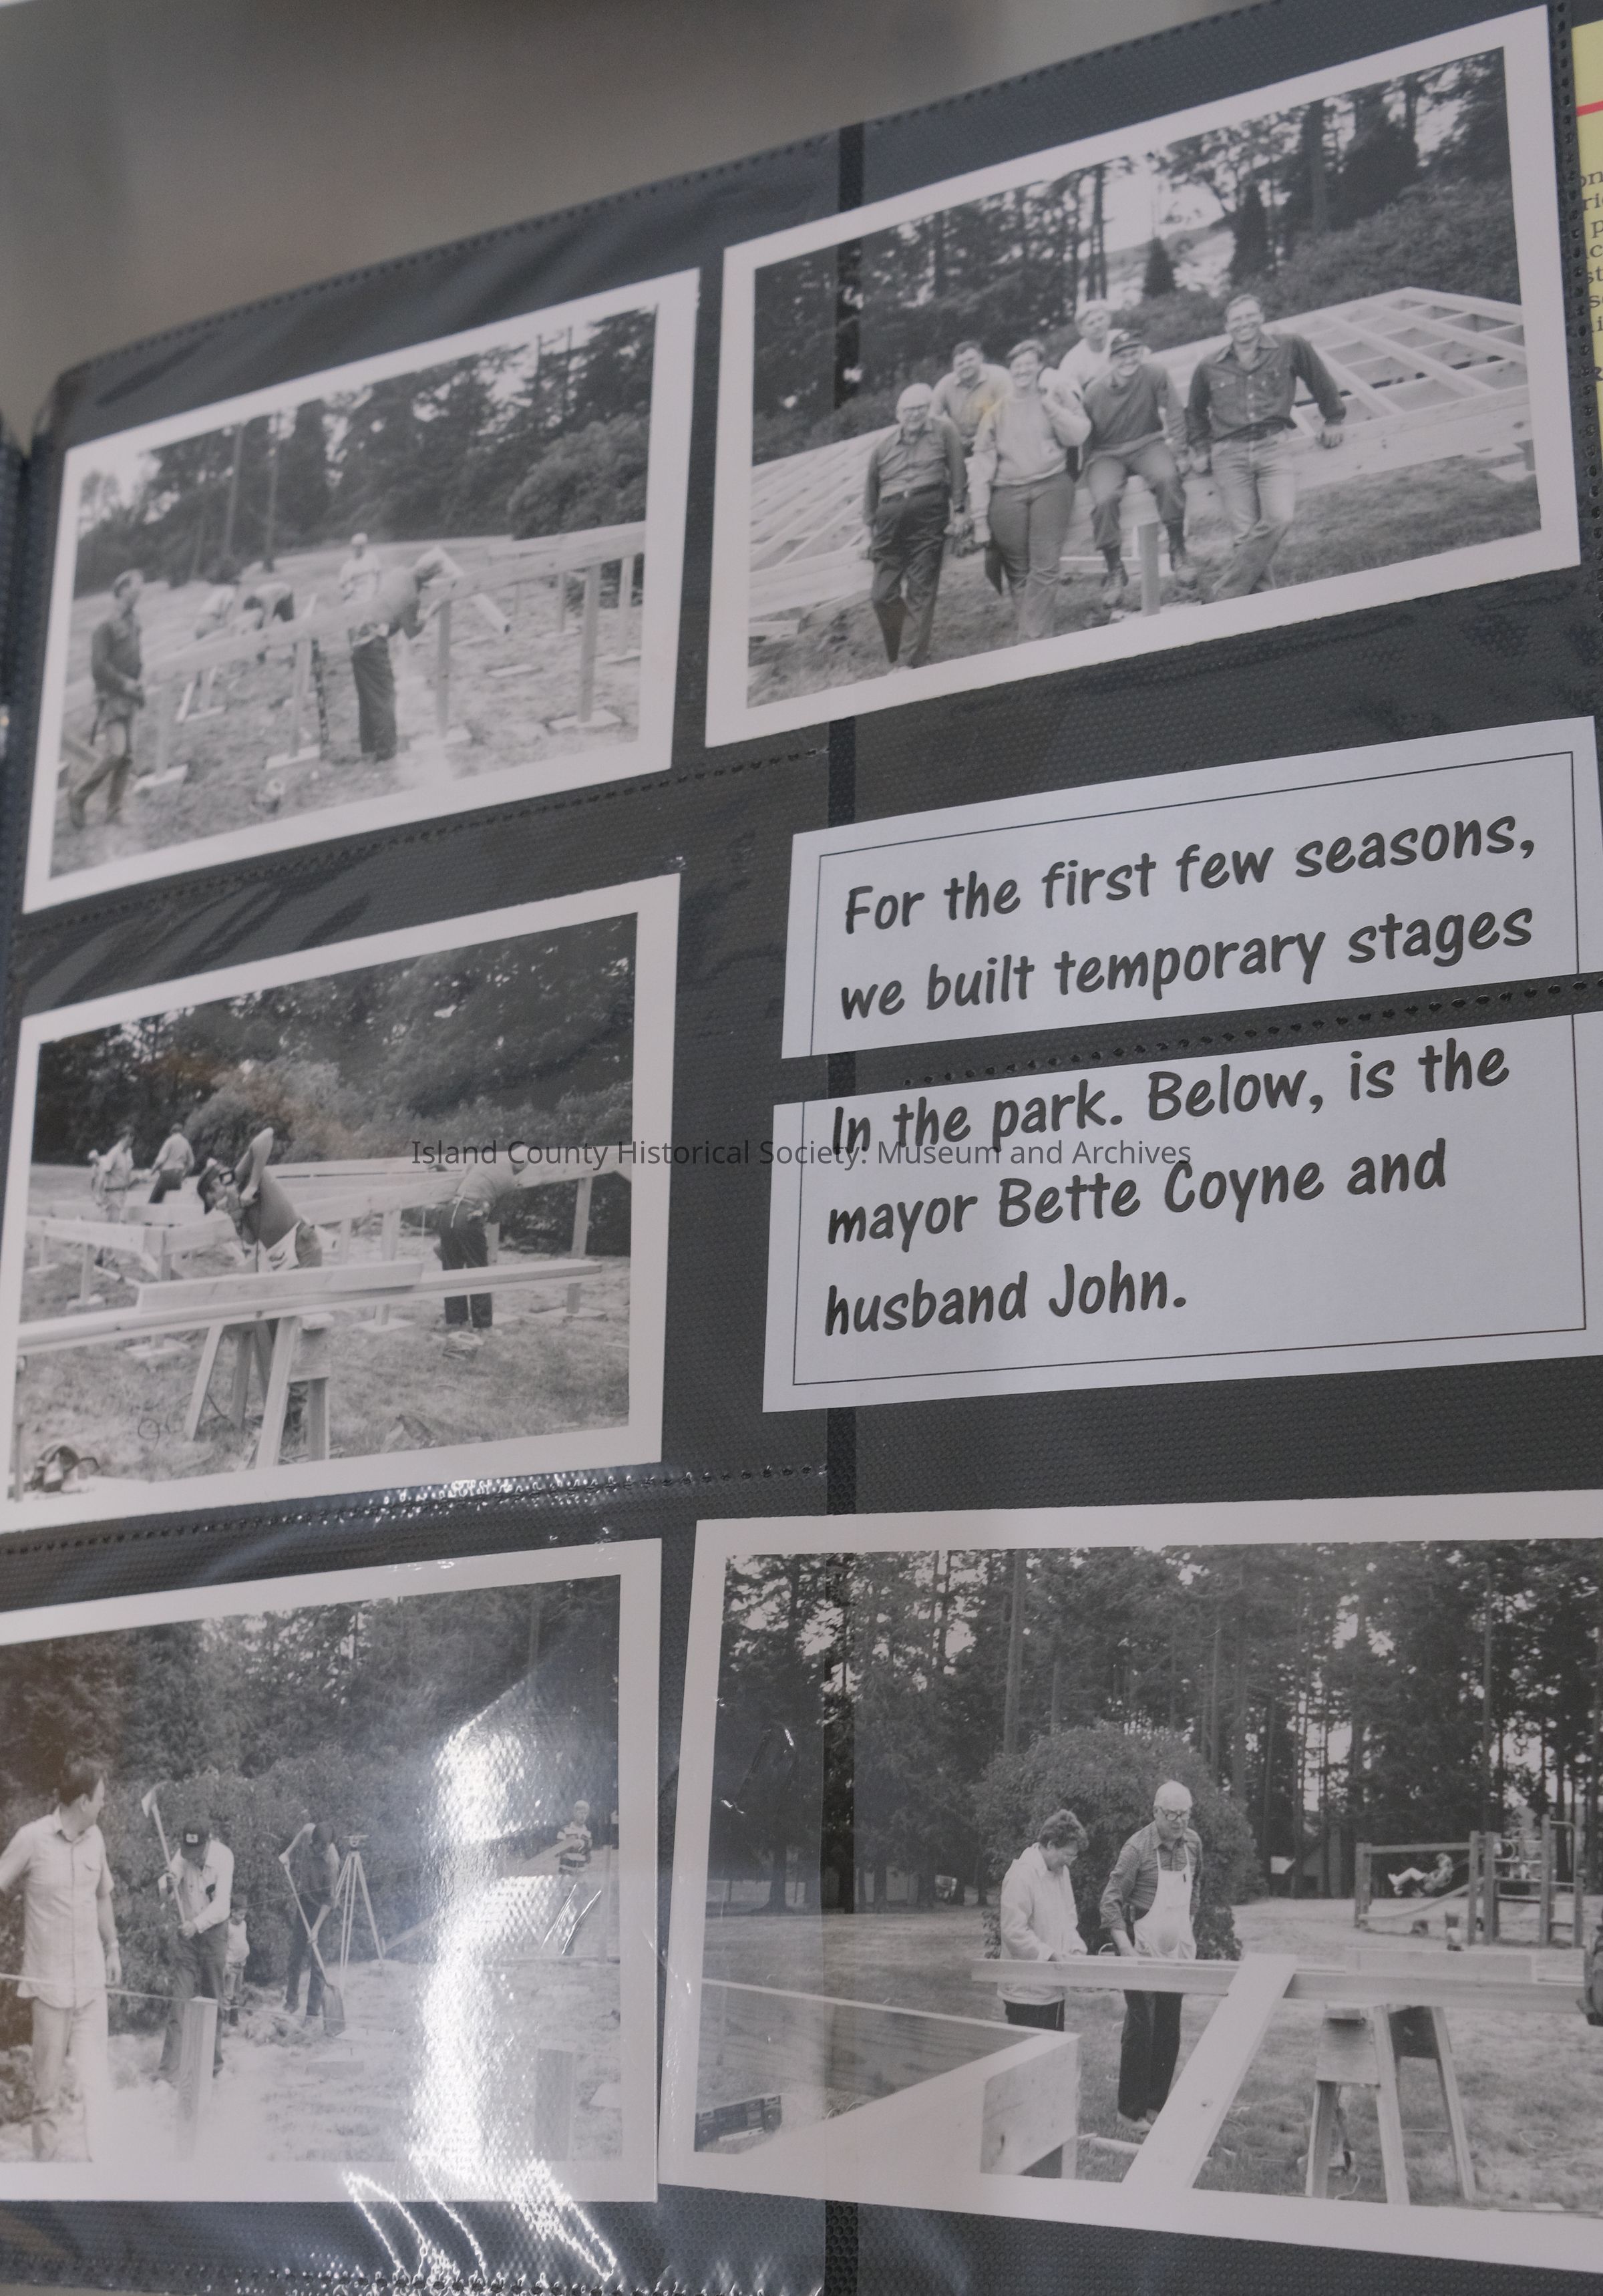 For the first few seasons,
we built temporary stages
In the park. Below, is the
Island County Historical Society: Museum and Archives
mayor Bette Coyne and
husband John.